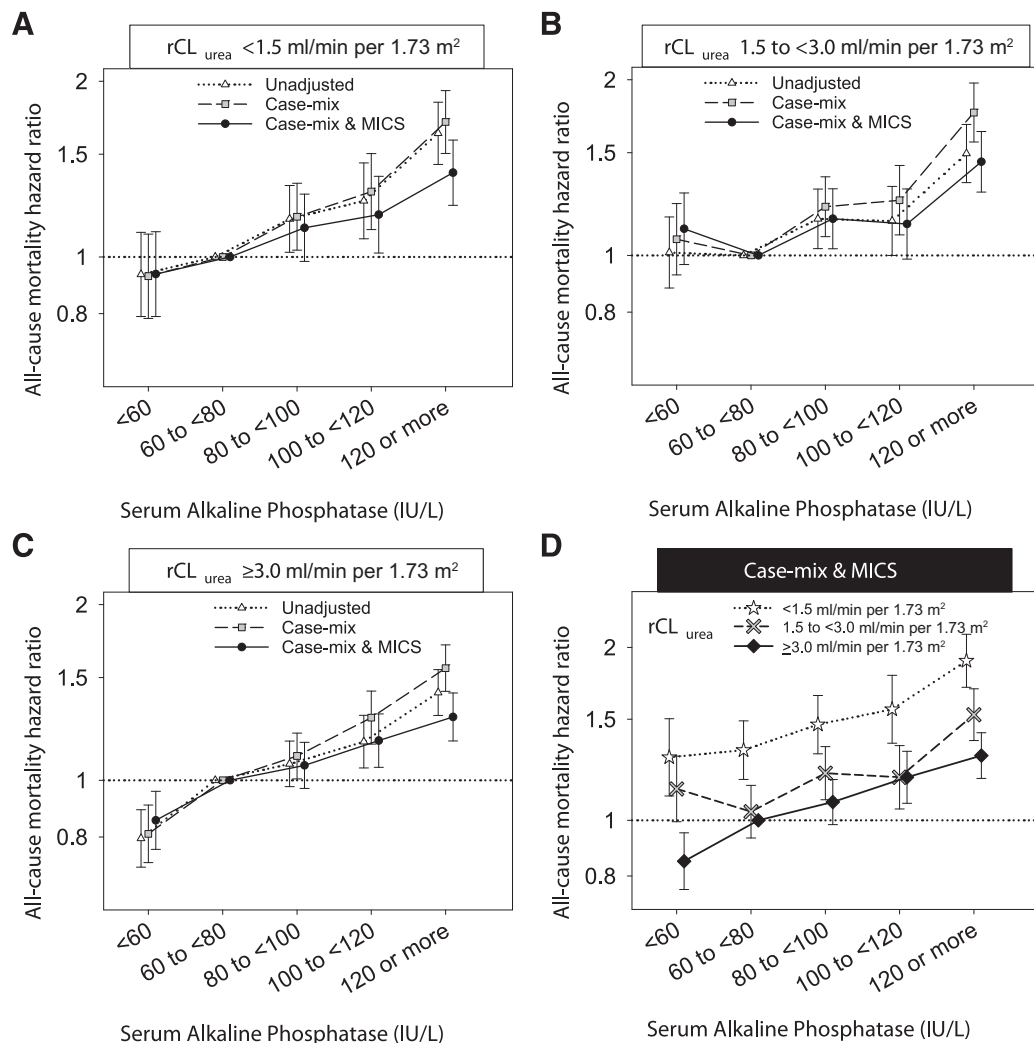 A
rCL urea <1.5 ml/min per 1.73 m²
2
1.5
1
0.8
All-cause mortality hazard ratio
Unadjusted
Case-mix
Case-mix & MICS
<60
60 to <80
80 to <100
100 to <120
120 or more
Serum Alkaline Phosphatase (IU/L)
B
rCL urea 1.5 to <3.0 ml/min per 1.73 m²
2
1.5
1
0.8
All-cause mortality hazard ratio
Unadjusted
Case-mix
Case-mix & MICS
<60
60 to <80
80 to <100
100 to <120
120 or more
Serum Alkaline Phosphatase (IU/L)
C
rCL urea ≥3.0 ml/min per 1.73 m²
2
1.5
1
0.8
All-cause mortality hazard ratio
Unadjusted
Case-mix
Case-mix & MICS
<60
60 to <80
80 to <100
100 to <120
120 or more
Serum Alkaline Phosphatase (IU/L)
D
Case-mix & MICS
2
1.5
1
0.8
All-cause mortality hazard ratio
rCL urea
<1.5 ml/min per 1.73 m²
1.5 to <3.0 ml/min per 1.73 m²
≥3.0 ml/min per 1.73 m²
<60
60 to <80
80 to <100
100 to <120
120 or more
Serum Alkaline Phosphatase (IU/L)